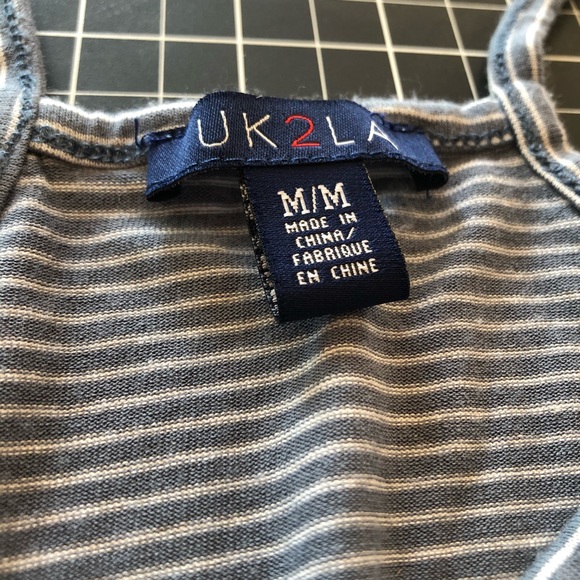 UK2LA
M/M
MADE IN
CHINA/
FABRIQUE
EN CHINE